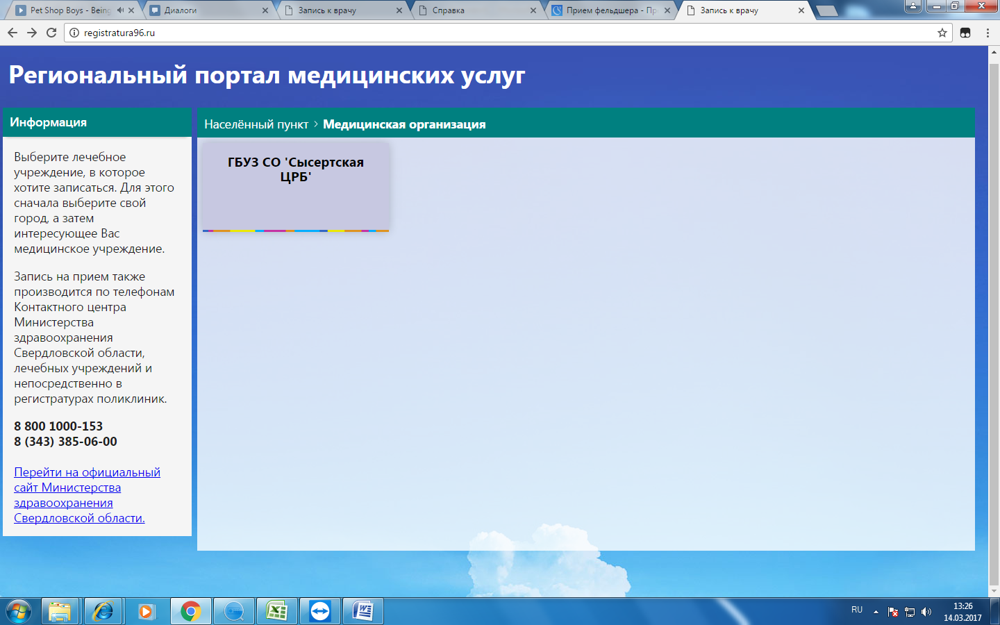 Pet Shop Boys - Being
Диалоги
Запись к врачу
Справка
Прием фельдшера - Пр
Запись к врачу
registratura96.ru
Региональный портал медицинских услуг
Информация
Населённый пункт > Медицинская организация
Выберите лечебное
учреждение, в которое
хотите записаться. Для этого
сначала выберите свой
город, а затем
интересующее Вас
медицинское учреждение.
Запись на прием также
производится по телефонам
Контактного центра
Министерства
здравоохранения
Свердловской области,
лечебных учреждений и
непосредственно в
регистратурах поликлиник.
8 800 1000-153
8 (343) 385-06-00
Перейти на официальный
сайт Министерства
здравоохранения
Свердловской области.
ГБУЗ СО 'Сысертская
ЦРБ'
RU
13:26
14.03.2017